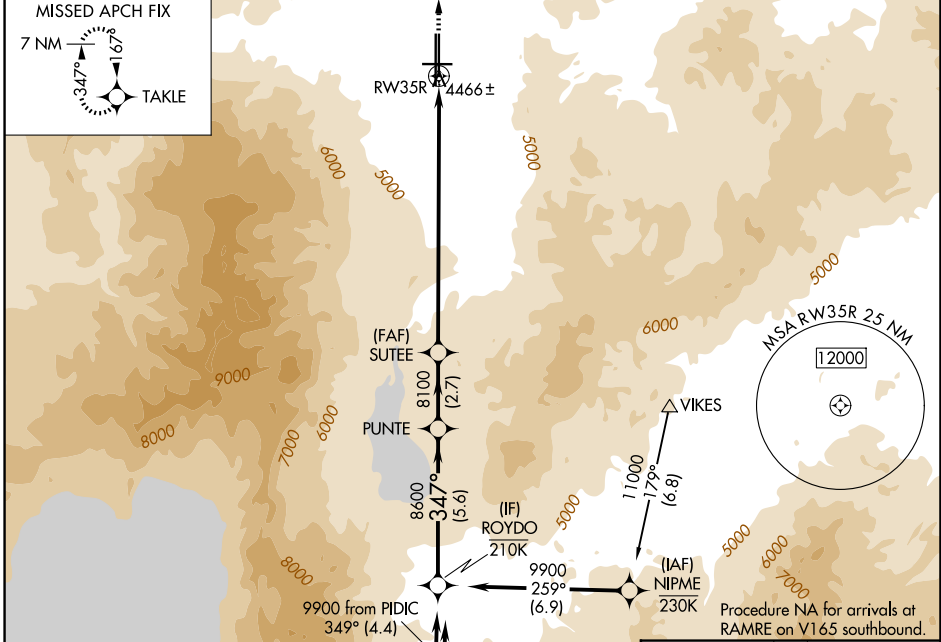 MISSED APCH FIX
7 NM
347°
167°
TAKLE
RW35R
4466±
6000
5000
5000
5000
6000
MSA RW35R 25 NM
12000
(FAF)
SUTEE
9000
8100
(2.7)
VIKES
PUNTE
8000
7000
6000
11000
179°
(6.8)
8600
347°
(5.6)
(IF)
ROYDO
210K
5000
5000
6000
7000
8000
9900
259°
(6.9)
(IAF)
NIPME
230K
9900 from PIDIC
349° (4.4)
Procedure NA for arrivals at
RAMRE on V165 southbound.